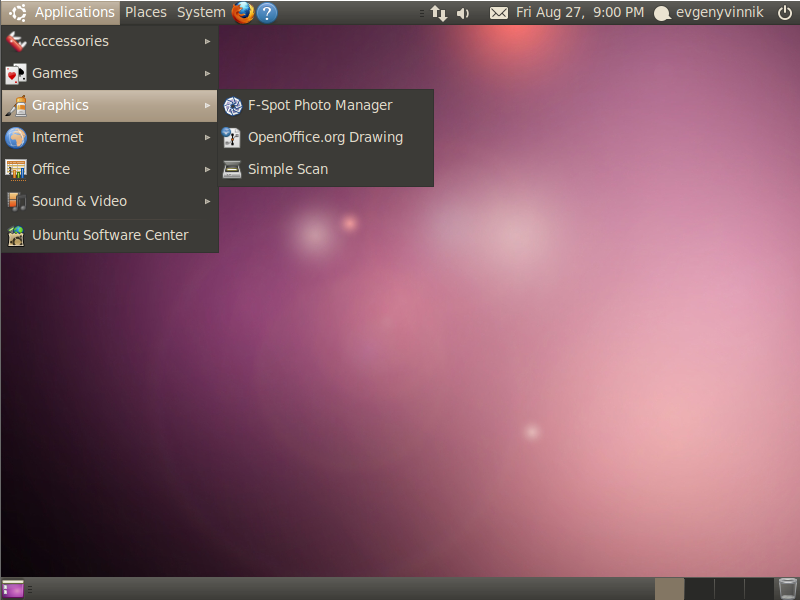 Applications Places System ? Fri Aug 27, 9:00 PM evgenyvinnik
Accessories
Games
Graphics
Internet
Office
Sound & Video
Ubuntu Software Center
F-Spot Photo Manager
OpenOffice.org Drawing
Simple Scan